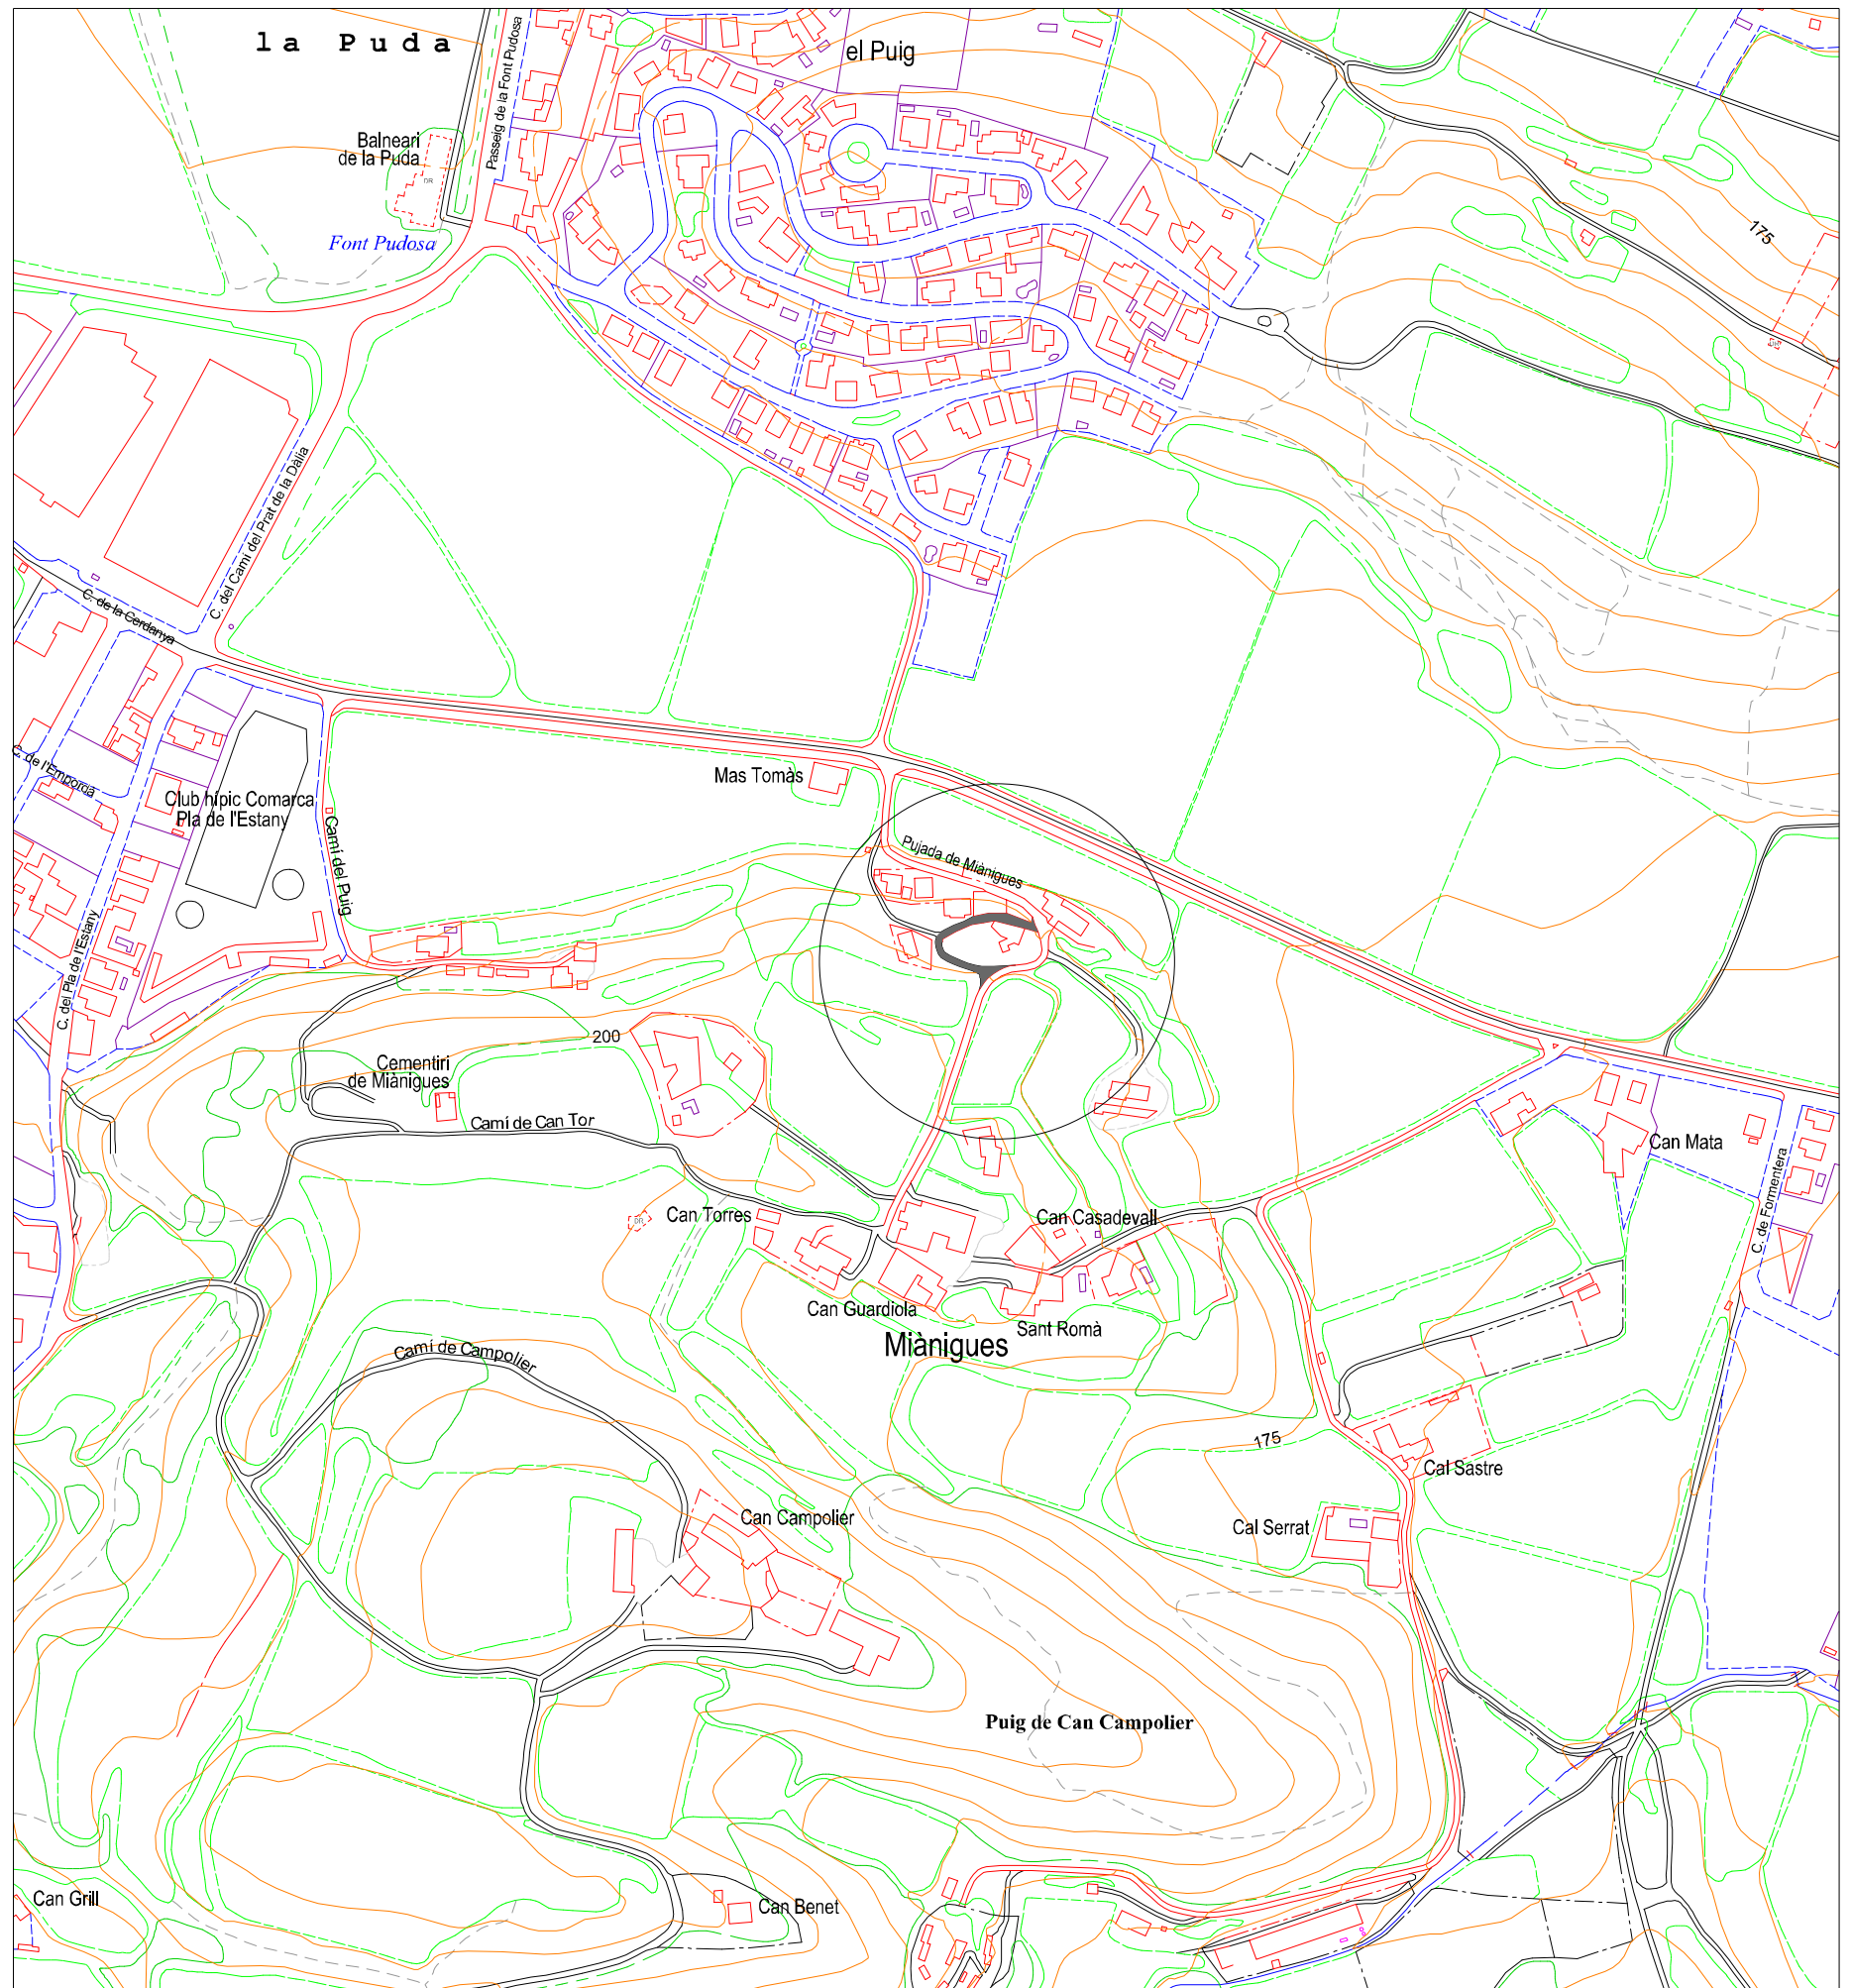 la Puda
el Puig
Passeig de la Font Pudosa
Balneari
de la Puda
DR
Font Pudosa
175
C. del Camí del Prat de la Dàlia
C. de la Cerdanya
C. de l'Empordà
Mas Tomàs
Club hípic Comarca
Pla de l'Estany
Camí del Puig
Pujada de Miànigues
C. del Pla de l'Estany
200
Cementiri
de Miànigues
Camí de Can Tor
Can Mata
C. de Formentera
DR
Can Torres
Can Casadevall
Can Guardiola
Sant Romà
Miànigues
Camí de Campolier
175
Cal Sastre
Can Campolier
Cal Serrat
Puig de Can Campolier
Can Grill
Can Benet